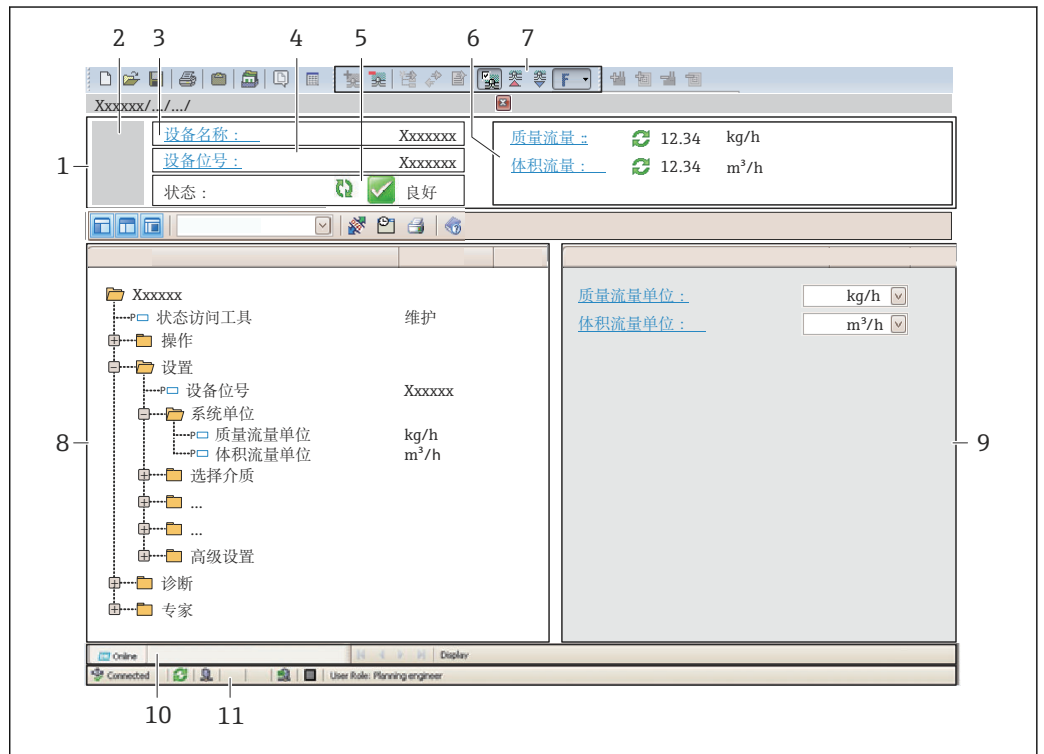 2 3 4 5 6 7
F
Xxxxxx/.../.../
1
设备名称： Xxxxxxx
设备位号： Xxxxxxx
状态： 良好
质量流量：: 12.34 kg/h
体积流量： 12.34 m³/h
Xxxxxx
P 状态访问工具 维护
操作
设置
P 设备位号 Xxxxxx
系统单位
P 质量流量单位 kg/h
P 体积流量单位 m³/h
选择介质
...
...
高级设置
诊断
专家
8
质量流量单位： kg/h
体积流量单位： m³/h
9
Online Display
Connected User Role: Planning engineer
10 11